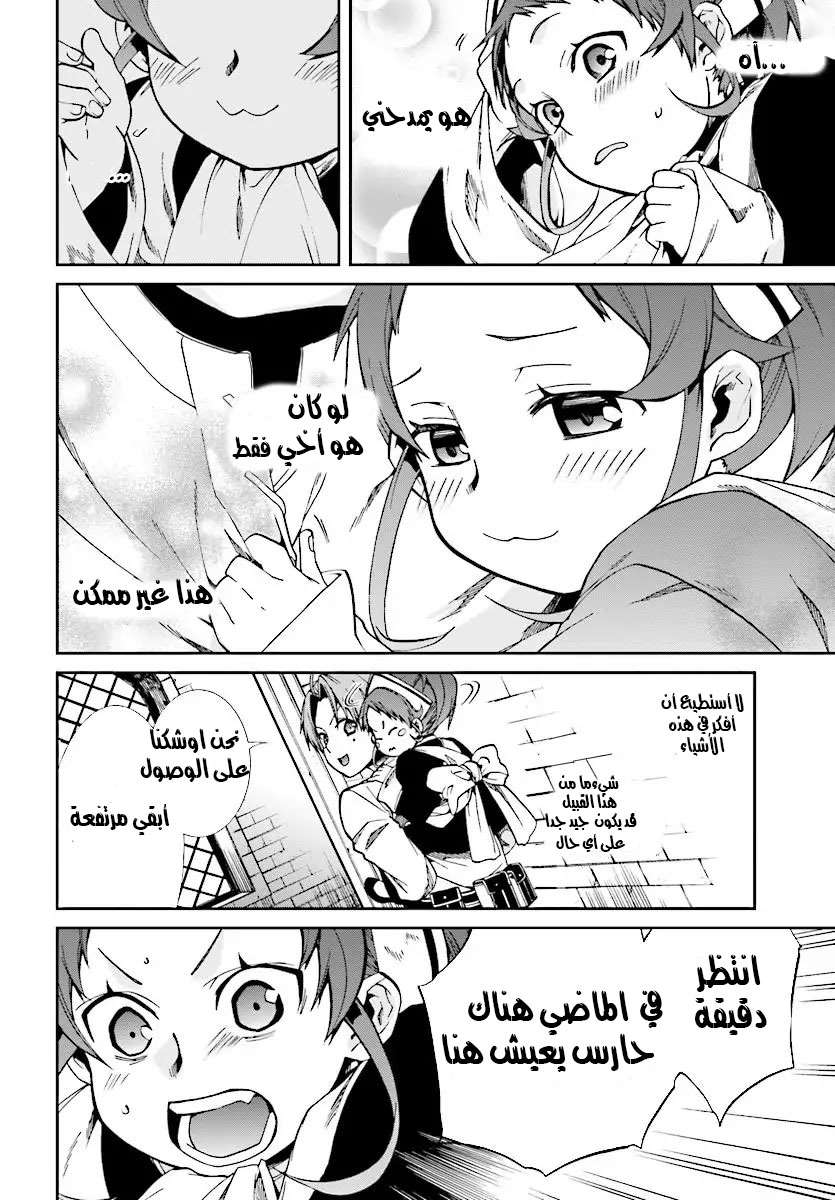 آه...
هو يمدحني
لو كان
هو أخي فقط
هذا غير ممكن
لا أستطيع أن
أفكر في هذه
الأشياء
شيء ما من
هذا القبيل
قد يكون جيد جدا
على أي حال
نحن اوشكنا
على الوصول
أبقي مرتفعة
انتظر
دقيقة
في الماضي هناك
حارس يعيش هنا